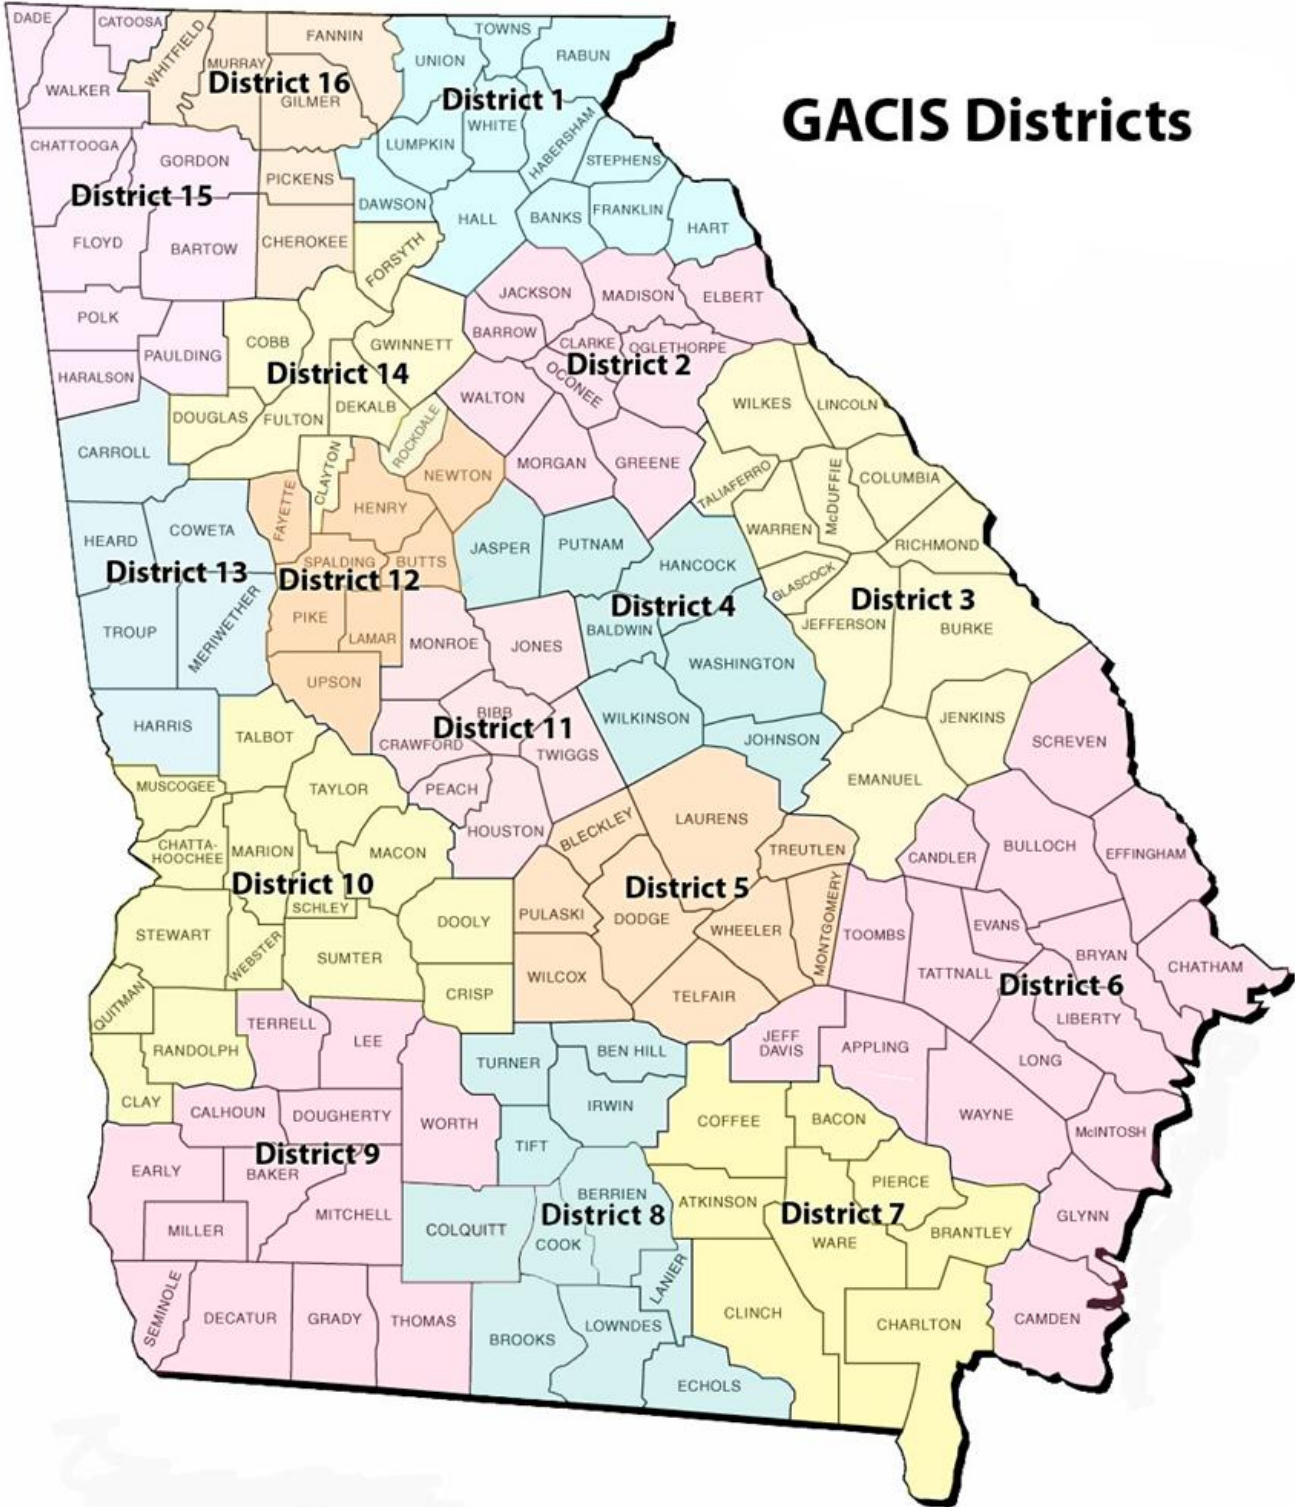 GACIS Districts
DADE
CATOOSA
WHITFIELD
MURRAY
FANNIN
District 16
GILMER
WALKER
TOWNS
UNION
RABUN
District 1
WHITE
LUMPKIN
HABERSHAM
STEPHENS
CHATTOOGA
GORDON
PICKENS
District 15
DAWSON
HALL
BANKS
FRANKLIN
HART
FLOYD
BARTOW
CHEROKEE
FORSYTH
JACKSON
MADISON
ELBERT
POLK
PAULDING
HARALSON
COBB
GWINNETT
District 14
DOUGLAS
FULTON
DEKALB
ROCKDALE
CLAYTON
BARROW
CLARKE
OGLETHORPE
District 2
OCONEE
WALTON
MORGAN
GREENE
WILKES
LINCOLN
TALIAFERRO
McDUFFIE
COLUMBIA
WARREN
RICHMOND
GLASCOCK
District 3
JEFFERSON
BURKE
JENKINS
EMANUEL
CARROLL
HEARD
COWETA
District 13
TROUP
MERIWETHER
HARRIS
FAYETTE
HENRY
NEWTON
SPALDING
BUTTS
District 12
PIKE
LAMAR
UPSON
JASPER
PUTNAM
HANCOCK
District 4
BALDWIN
WASHINGTON
WILKINSON
JOHNSON
MONROE
JONES
BIBB
District 11
CRAWFORD
TWIGGS
PEACH
HOUSTON
TALBOT
MUSCOGEE
TAYLOR
CHATTA-
HOOCHEE
MARION
MACON
District 10
SCHLEY
STEWART
WEBSTER
SUMTER
DOOLY
CRISP
QUITMAN
RANDOLPH
CLAY
BLECKLEY
LAURENS
TREUTLEN
District 5
PULASKI
DODGE
WHEELER
MONTGOMERY
WILCOX
TELFAIR
SCREVEN
CANDLER
BULLOCH
EFFINGHAM
TOOMBS
EVANS
TATTNALL
BRYAN
CHATHAM
District 6
LIBERTY
LONG
JEFF
DAVIS
APPLING
WAYNE
McINTOSH
GLYNN
CAMDEN
TERRELL
LEE
CALHOUN
DOUGHERTY
WORTH
District 9
EARLY
BAKER
MILLER
MITCHELL
SEMINOLE
DECATUR
GRADY
THOMAS
TURNER
BEN HILL
IRWIN
TIFT
BERRIEN
District 8
COLQUITT
COOK
LANIER
BROOKS
LOWNDES
ECHOLS
COFFEE
BACON
PIERCE
ATKINSON
District 7
WARE
BRANTLEY
CLINCH
CHARLTON